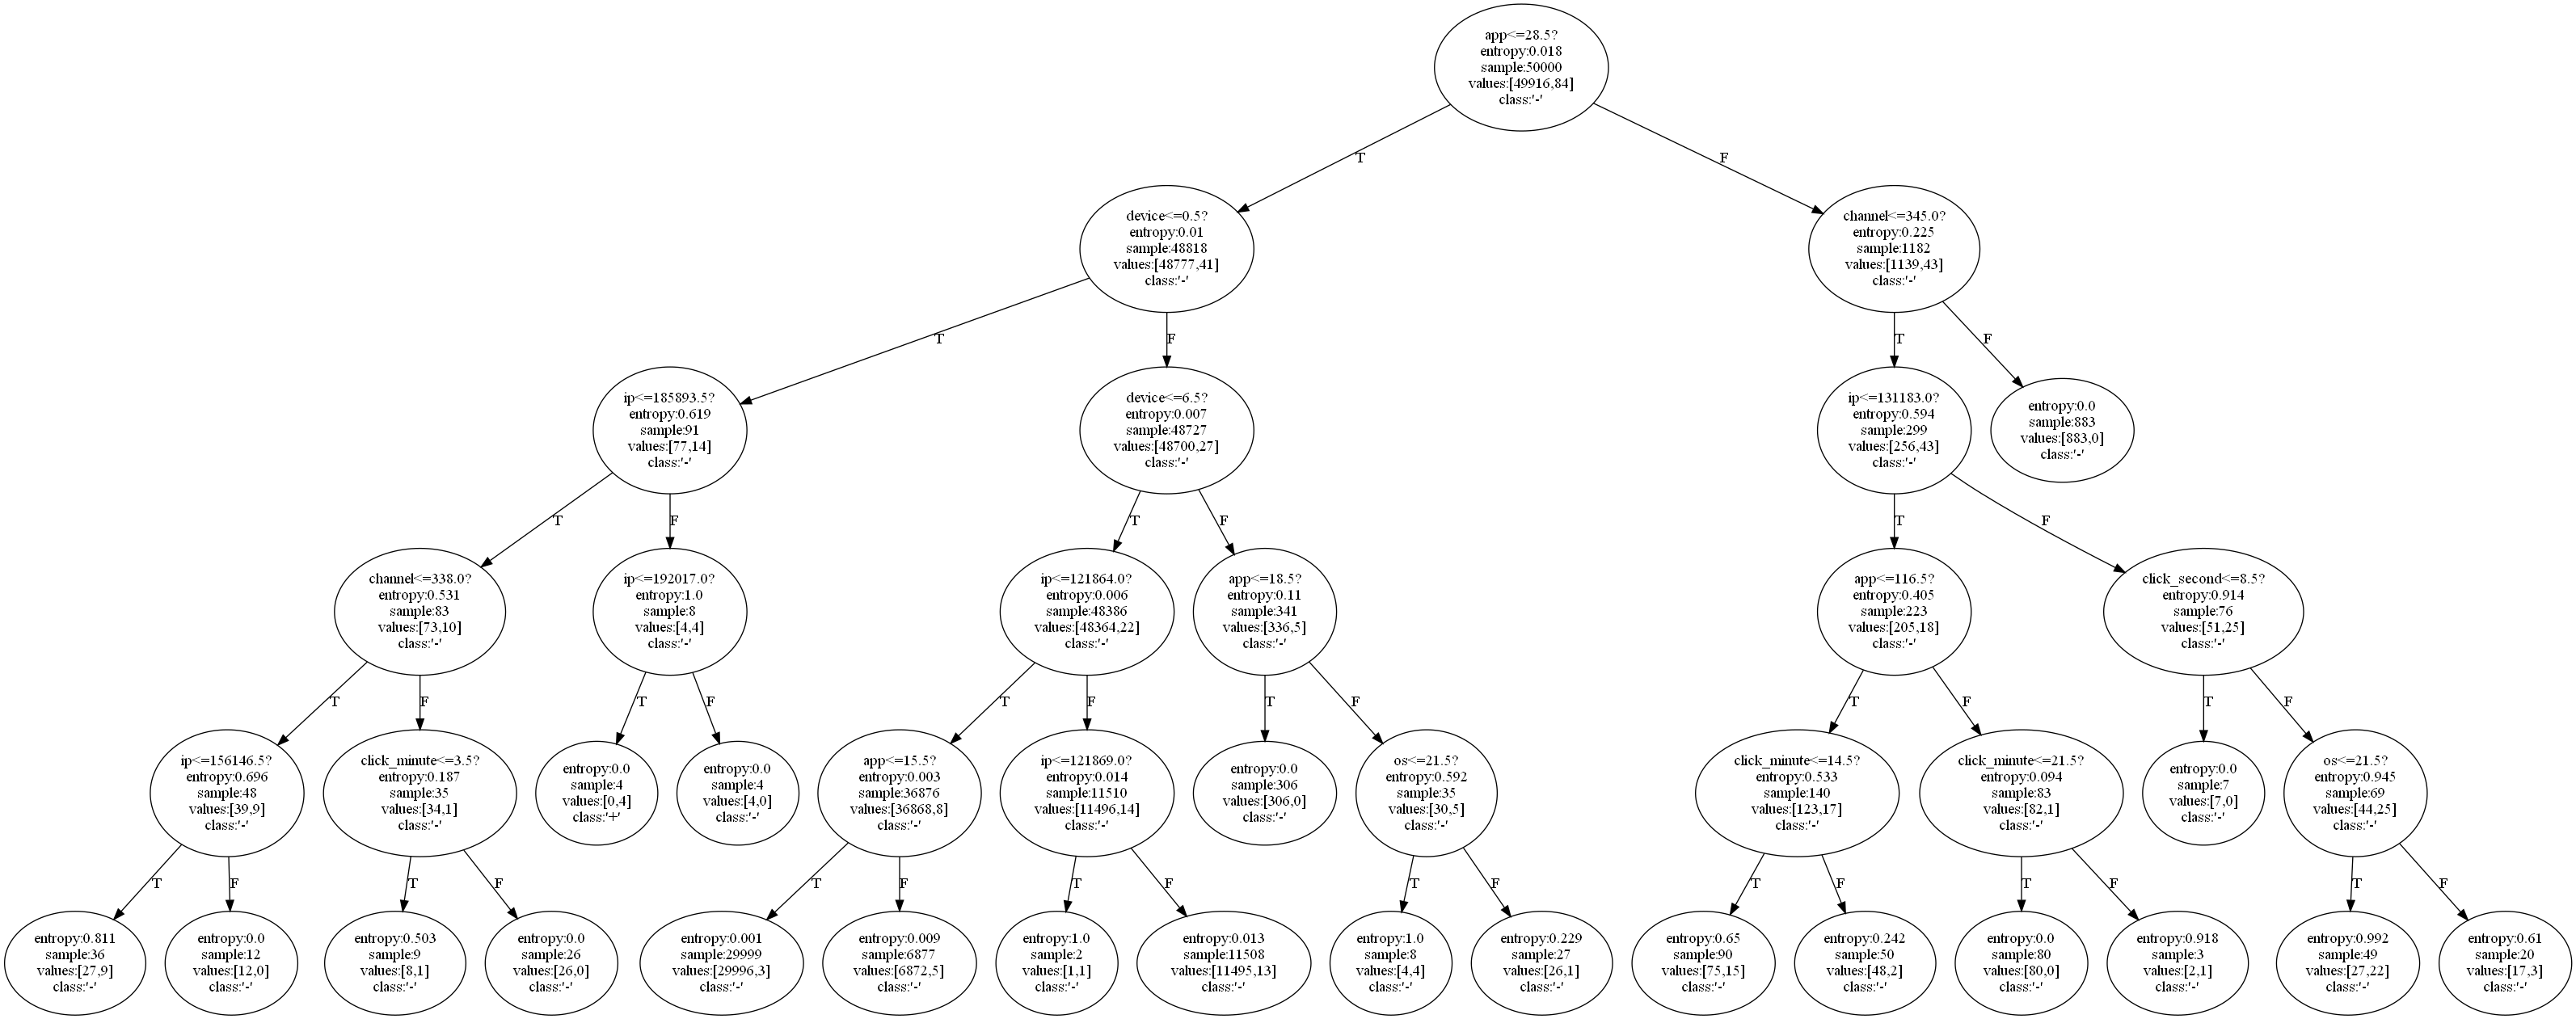 app<=28.5?
entropy:0.018
sample:50000
values:[49916,84]
class:'-'
T
F
device<=0.5?
entropy:0.01
sample:48818
values:[48777,41]
class:'-'
channel<=345.0?
entropy:0.225
sample:1182
values:[1139,43]
class:'-'
T
F
T
F
ip<=185893.5?
entropy:0.619
sample:91
values:[77,14]
class:'-'
device<=6.5?
entropy:0.007
sample:48727
values:[48700,27]
class:'-'
ip<=131183.0?
entropy:0.594
sample:299
values:[256,43]
class:'-'
entropy:0.0
sample:883
values:[883,0]
class:'-'
T
F
T
F
T
F
channel<=338.0?
entropy:0.531
sample:83
values:[73,10]
class:'-'
ip<=192017.0?
entropy:1.0
sample:8
values:[4,4]
class:'-'
ip<=121864.0?
entropy:0.006
sample:48386
values:[48364,22]
class:'-'
app<=18.5?
entropy:0.11
sample:341
values:[336,5]
class:'-'
app<=116.5?
entropy:0.405
sample:223
values:[205,18]
class:'-'
click_second<=8.5?
entropy:0.914
sample:76
values:[51,25]
class:'-'
T
F
T
F
T
F
T
F
T
F
T
F
ip<=156146.5?
entropy:0.696
sample:48
values:[39,9]
class:'-'
click_minute<=3.5?
entropy:0.187
sample:35
values:[34,1]
class:'-'
entropy:0.0
sample:4
values:[0,4]
class:'+'
entropy:0.0
sample:4
values:[4,0]
class:'-'
app<=15.5?
entropy:0.003
sample:36876
values:[36868,8]
class:'-'
ip<=121869.0?
entropy:0.014
sample:11510
values:[11496,14]
class:'-'
entropy:0.0
sample:306
values:[306,0]
class:'-'
os<=21.5?
entropy:0.592
sample:35
values:[30,5]
class:'-'
click_minute<=14.5?
entropy:0.533
sample:140
values:[123,17]
class:'-'
click_minute<=21.5?
entropy:0.094
sample:83
values:[82,1]
class:'-'
entropy:0.0
sample:7
values:[7,0]
class:'-'
os<=21.5?
entropy:0.945
sample:69
values:[44,25]
class:'-'
T
F
T
F
T
F
T
F
T
F
T
F
T
F
T
F
entropy:0.811
sample:36
values:[27,9]
class:'-'
entropy:0.0
sample:12
values:[12,0]
class:'-'
entropy:0.503
sample:9
values:[8,1]
class:'-'
entropy:0.0
sample:26
values:[26,0]
class:'-'
entropy:0.001
sample:29999
values:[29996,3]
class:'-'
entropy:0.009
sample:6877
values:[6872,5]
class:'-'
entropy:1.0
sample:2
values:[1,1]
class:'-'
entropy:0.013
sample:11508
values:[11495,13]
class:'-'
entropy:1.0
sample:8
values:[4,4]
class:'-'
entropy:0.229
sample:27
values:[26,1]
class:'-'
entropy:0.65
sample:90
values:[75,15]
class:'-'
entropy:0.242
sample:50
values:[48,2]
class:'-'
entropy:0.0
sample:80
values:[80,0]
class:'-'
entropy:0.918
sample:3
values:[2,1]
class:'-'
entropy:0.992
sample:49
values:[27,22]
class:'-'
entropy:0.61
sample:20
values:[17,3]
class:'-'